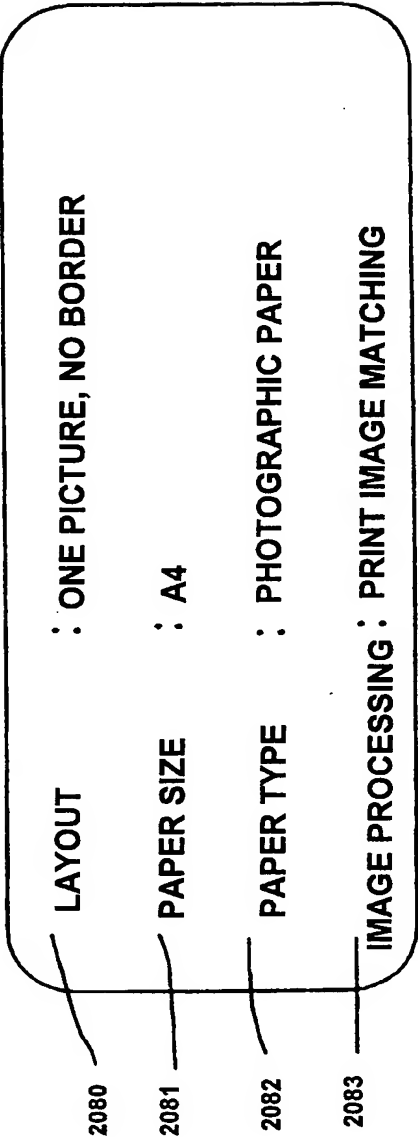 2080 LAYOUT : ONE PICTURE, NO BORDER
2081 PAPER SIZE : A4
2082 PAPER TYPE : PHOTOGRAPHIC PAPER
2083 IMAGE PROCESSING : PRINT IMAGE MATCHING